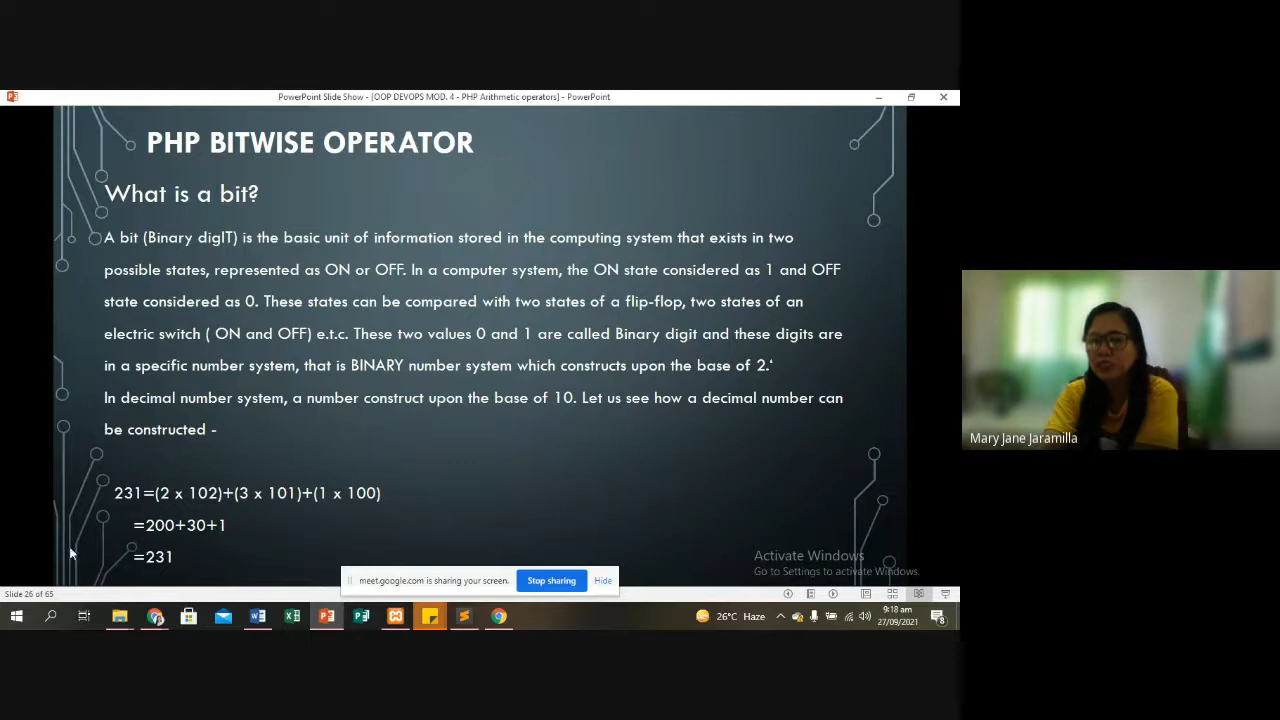 PowerPoint Slide Show - [OOP DEVOPS MOD. 4 - PHP Arithmetic operators] - PowerPoint
PHP BITWISE OPERATOR
What is a bit?
A bit (Binary digIT) is the basic unit of information stored in the computing system that exists in two
possible states, represented as ON or OFF. In a computer system, the ON state considered as 1 and OFF
state considered as 0. These states can be compared with two states of a flip-flop, two states of an
electric switch ( ON and OFF) e.t.c. These two values 0 and 1 are called Binary digit and these digits are
in a specific number system, that is BINARY number system which constructs upon the base of 2.‘
In decimal number system, a number construct upon the base of 10. Let us see how a decimal number can
be constructed -
231=(2 x 102)+(3 x 101)+(1 x 100)
=200+30+1
=231
Mary Jane Jaramilla
Activate Windows
Go to Settings to activate Windows.
meet.google.com is sharing your screen.
Stop sharing
Hide
Slide 26 of 65
26°C Haze
9:18 am
27/09/2021
8